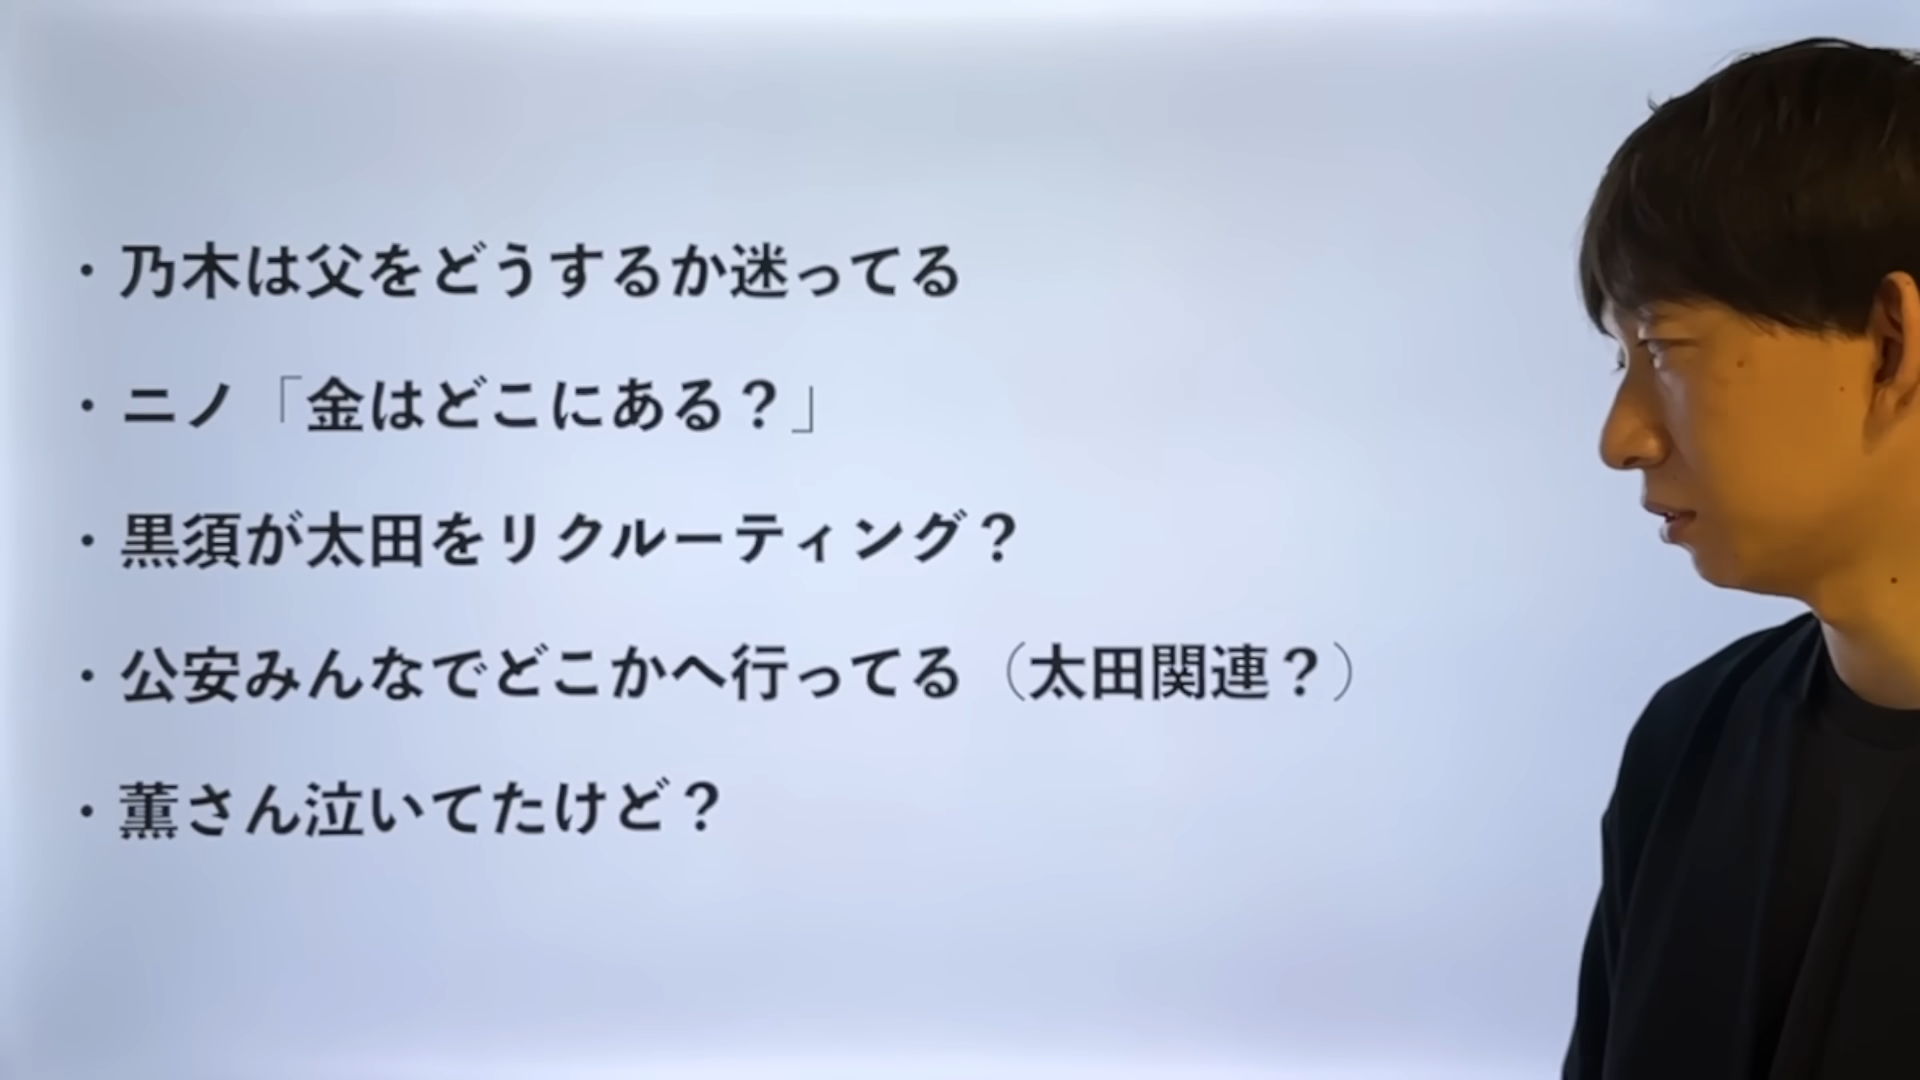 ・乃木は父をどうするか迷ってる
・ニノ「金はどこにある？」
・黒須が太田をリクルーティング？
・公安みんなでどこかへ行ってる（太田関連？）
・薫さん泣いてたけど？